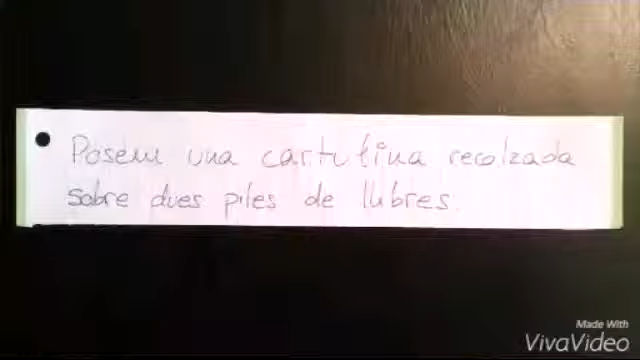 Posem una cartulina recolzada
sobre dues piles de llibres.
Made With
VivaVideo